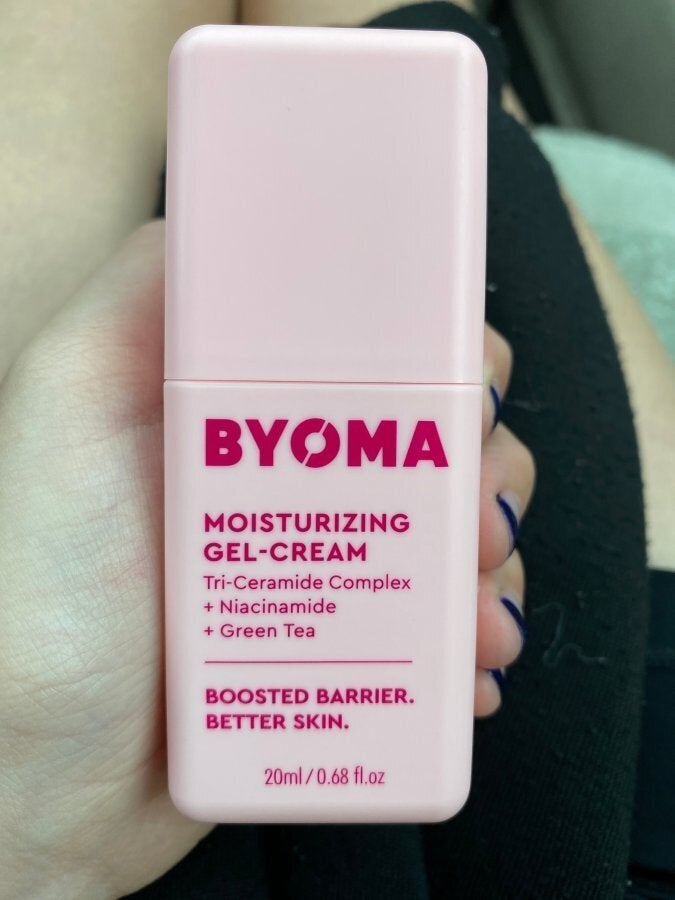 BYOMA
MOISTURIZING
GEL-CREAM
Tri-Ceramide Complex
+ Niacinamide
+ Green Tea
BOOSTED BARRIER.
BETTER SKIN.
20ml/0.68 fl.oz